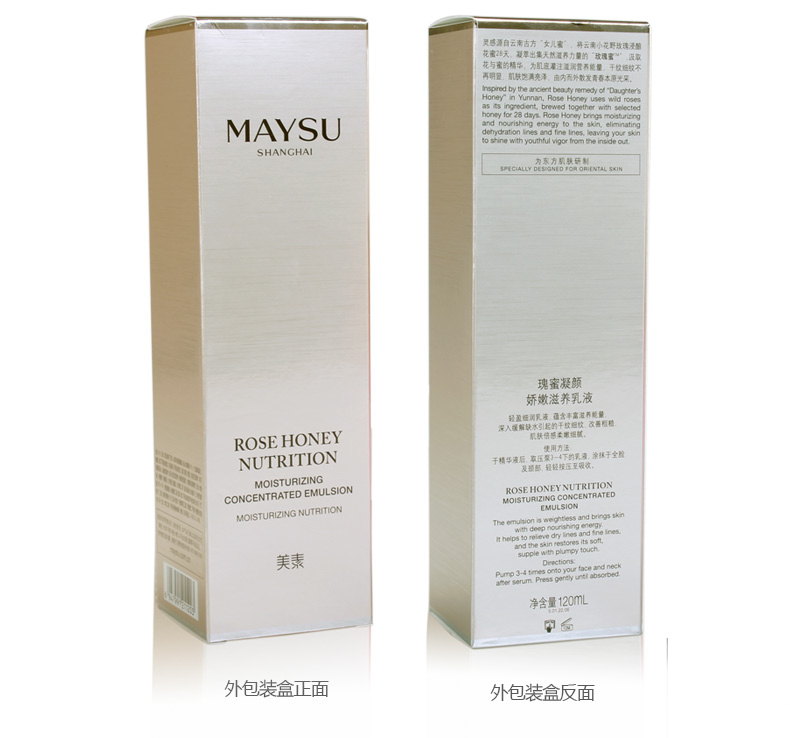 MAYSU
SHANGHAI
ROSE HONEY
NUTRITION
MOISTURIZING
CONCENTRATED EMULSION
MOISTURIZING NUTRITION
美素
外包装盒正面
灵感源自云南古方“女儿蜜”，将云南小花野玫瑰浸酿
花蜜28天，凝萃出集天然滋养力量的“玫瑰蜜™”，汲取
花与蜜的精华，为肌底灌注滋润营养能量，干纹细纹不
再明显，肌肤饱满亮泽，由内而外散发青春本原光采。
Inspired by the ancient beauty remedy of "Daughter's
Honey" in Yunnan, Rose Honey uses wild roses
as its ingredient, brewed together with selected
honey for 28 days. Rose Honey brings moisturizing
and nourishing energy to the skin, eliminating
dehydration lines and fine lines, leaving your skin
to shine with youthful vigor from the inside out.
为东方肌肤研制
SPECIALLY DESIGNED FOR ORIENTAL SKIN
瑰蜜凝颜
娇嫩滋养乳液
轻盈细润乳液，蕴含丰富滋养能量，
深入缓解缺水引起的干纹细纹，改善粗糙，
肌肤倍感柔嫩细腻。
使用方法：
于精华液后，取压泵3-4下的乳液，涂抹于全脸
及颈部，轻轻按压至吸收。
ROSE HONEY NUTRITION
MOISTURIZING CONCENTRATED
EMULSION
The emulsion is weightless and brings skin
with deep nourishing energy.
It helps to relieve dry lines and fine lines,
and the skin restores its soft,
supple with plumpy touch.
Directions:
Pump 3-4 times onto your face and neck
after serum. Press gently until absorbed.
净含量120mL
外包装盒反面